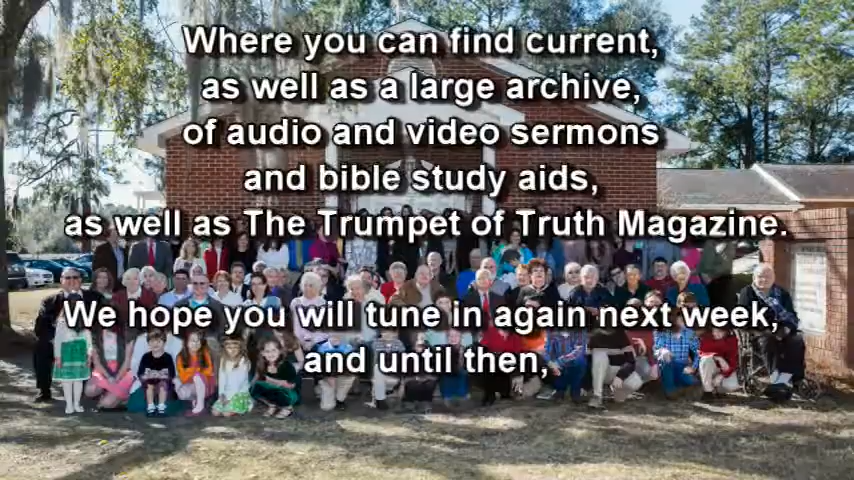 Where you can find current,
as well as a large archive,
of audio and video sermons
and bible study aids,
as well as The Trumpet of Truth Magazine.
We hope you will tune in again next week,
and until then,